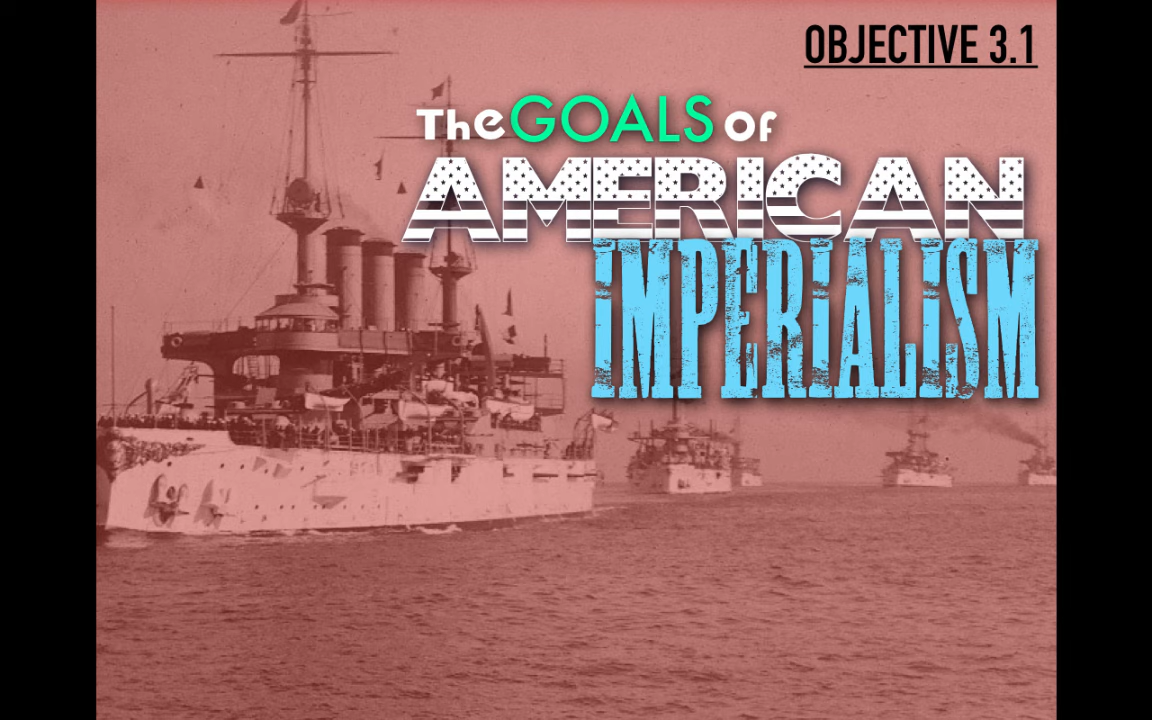 OBJECTIVE 3.1
The GOALS of
AMERICAN
iMPERiALiSM